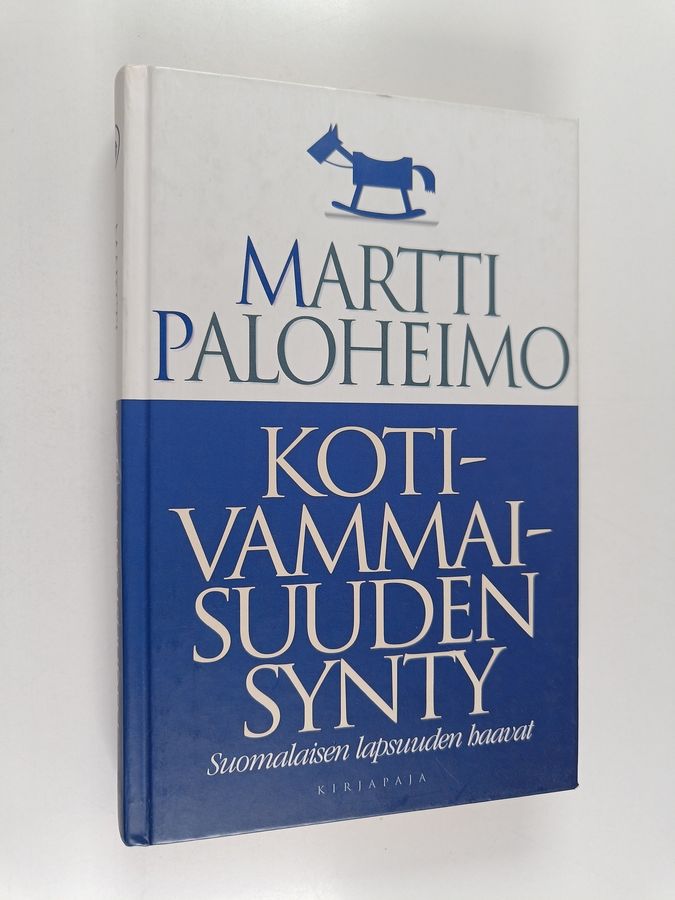 MARTTI
PALOHEIMO
KOTI-
VAMMAI-
SUUDEN
SYNTY
Suomalaisen lapsuuden haavat
KIRJAPAJA